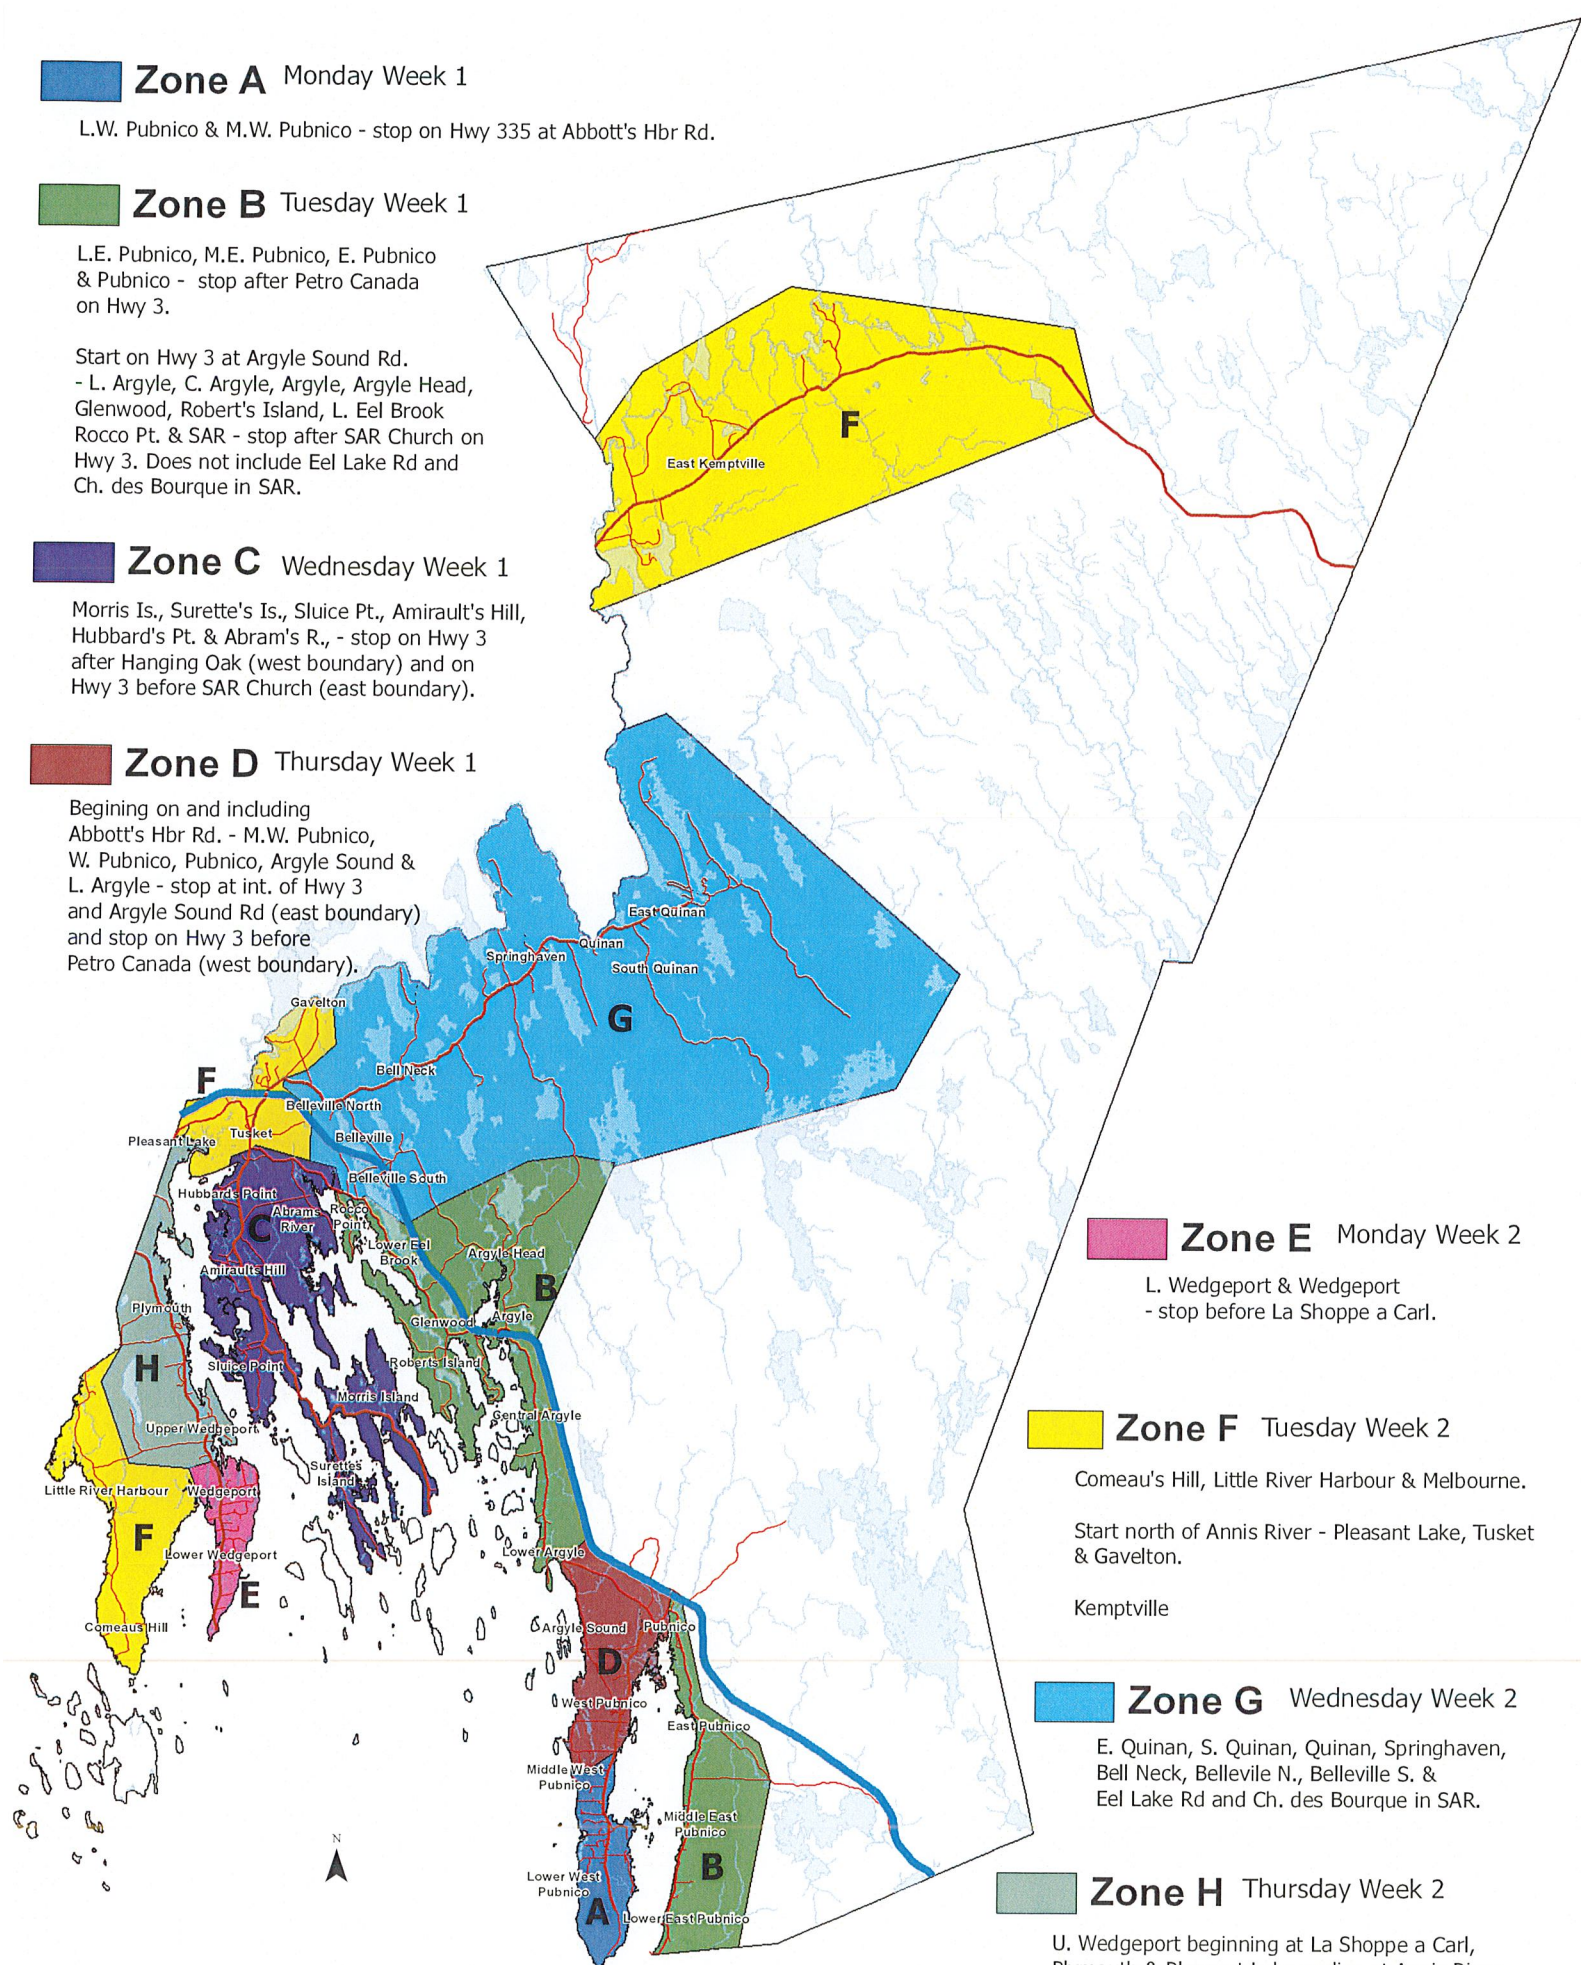 Zone A Monday Week 1
L.W. Pubnico & M.W. Pubnico - stop on Hwy 335 at Abbott's Hbr Rd.
Zone B Tuesday Week 1
L.E. Pubnico, M.E. Pubnico, E. Pubnico
& Pubnico - stop after Petro Canada
on Hwy 3.
Start on Hwy 3 at Argyle Sound Rd.
- L. Argyle, C. Argyle, Argyle, Argyle Head,
Glenwood, Robert's Island, L. Eel Brook
Rocco Pt. & SAR - stop after SAR Church on
Hwy 3. Does not include Eel Lake Rd and
Ch. des Bourque in SAR.
Zone C Wednesday Week 1
Morris Is., Surette's Is., Sluice Pt., Amirault's Hill,
Hubbard's Pt. & Abram's R., - stop on Hwy 3
after Hanging Oak (west boundary) and on
Hwy 3 before SAR Church (east boundary).
Zone D Thursday Week 1
Begining on and including
Abbott's Hbr Rd. - M.W. Pubnico,
W. Pubnico, Pubnico, Argyle Sound &
L. Argyle - stop at int. of Hwy 3
and Argyle Sound Rd (east boundary)
and stop on Hwy 3 before
Petro Canada (west boundary).
F
East Kemptville
East Quinan
Quinan
Springhaven
South Quinan
G
Gavelton
Bell Neck
F
Belleville North
Tusket
Belleville
Pleasant Lake
Belleville South
Hubbards Point
Abrams
River
Rocco
Point
C
Lower Eel
Brook
Argyle Head
Amiraults Hill
B
Plymouth
Glenwood
Argyle
H
Sluice Point
Roberts Island
Morris Island
Central Argyle
Upper Wedgeport
Surettes
Island
Little River Harbour
Wedgeport
F
Lower Wedgeport
Lower Argyle
E
Comeaus Hill
Argyle Sound
Pubnico
D
West Pubnico
East Pubnico
Middle West
Pubnico
Middle East
Pubnico
B
Lower West
Pubnico
A
Lower East Pubnico
N
Zone E Monday Week 2
L. Wedgeport & Wedgeport
- stop before La Shoppe a Carl.
Zone F Tuesday Week 2
Comeau's Hill, Little River Harbour & Melbourne.
Start north of Annis River - Pleasant Lake, Tusket
& Gavelton.
Kemptville
Zone G Wednesday Week 2
E. Quinan, S. Quinan, Quinan, Springhaven,
Bell Neck, Bellevile N., Belleville S. &
Eel Lake Rd and Ch. des Bourque in SAR.
Zone H Thursday Week 2
U. Wedgeport beginning at La Shoppe a Carl,